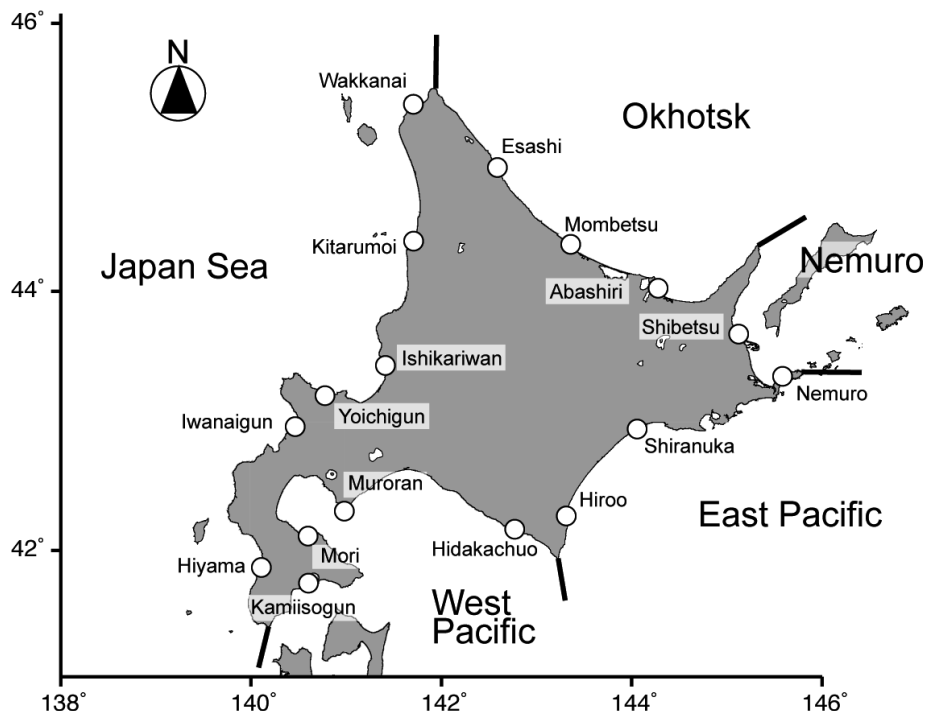 46°
N
Wakkanai
Okhotsk
Esashi
Mombetsu
Kitarumoi
Japan Sea
Nemuro
Abashiri
44°
Shibetsu
Ishikariwan
Nemuro
Yoichigun
Iwanaigun
Shiranuka
Muroran
Hiroo
East Pacific
Hidakachuo
42°
Mori
Hiyama
Kamiisogun
West
Pacific
138°
140°
142°
144°
146°